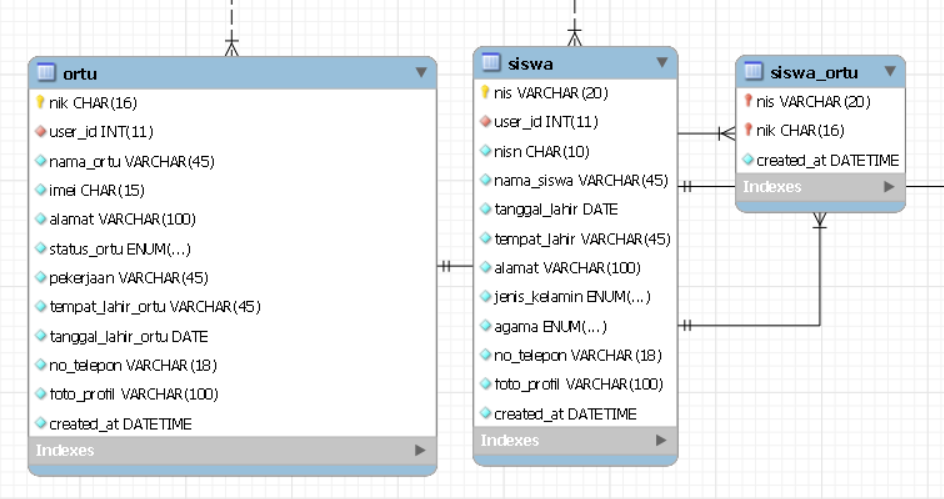 ortu
nik CHAR(16)
user_id INT(11)
nama_ortu VARCHAR(45)
imei CHAR(15)
alamat VARCHAR(100)
status_ortu ENUM(...)
pekerjaan VARCHAR(45)
tempat_lahir_ortu VARCHAR(45)
tanggal_lahir_ortu DATE
no_telepon VARCHAR(18)
foto_profil VARCHAR(100)
created_at DATETIME
Indexes
siswa
nis VARCHAR(20)
user_id INT(11)
nisn CHAR(10)
nama_siswa VARCHAR(45)
tanggal_lahir DATE
tempat_lahir VARCHAR(45)
alamat VARCHAR(100)
jenis_kelamin ENUM(...)
agama ENUM(...)
no_telepon VARCHAR(18)
foto_profil VARCHAR(100)
created_at DATETIME
Indexes
siswa_ortu
nis VARCHAR(20)
nik CHAR(16)
created_at DATETIME
Indexes